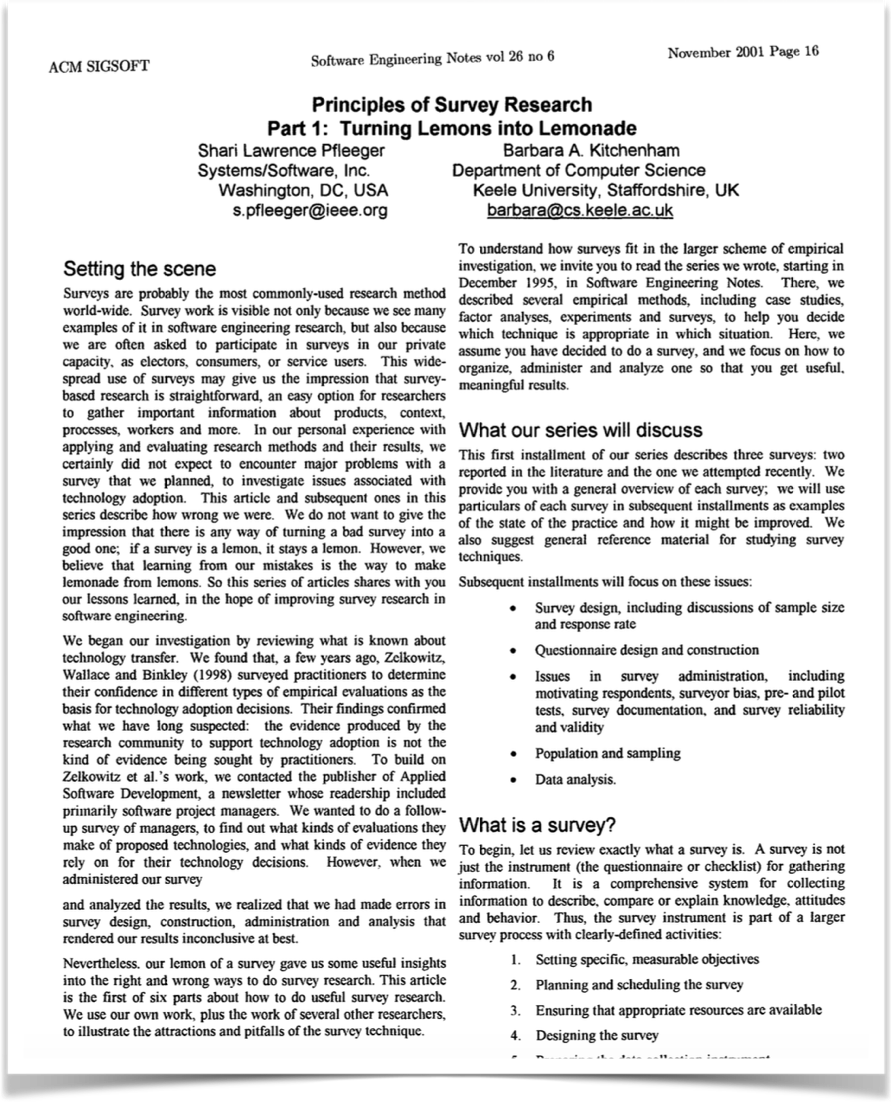 ACM SIGSOFT
Software Engineering Notes vol 26 no 6
November 2001 Page 16
Principles of Survey Research
Part 1: Turning Lemons into Lemonade
Shari Lawrence Pfleeger
Systems/Software, Inc.
Washington, DC, USA
s.pfleeger@ieee.org
Barbara A. Kitchenham
Department of Computer Science
Keele University, Staffordshire, UK
barbara@cs.keele.ac.uk
Setting the scene
Surveys are probably the most commonly-used research method
world-wide. Survey work is visible not only because we see many
examples of it in software engineering research, but also because
we are often asked to participate in surveys in our private
capacity, as electors, consumers, or service users. This wide-
spread use of surveys may give us the impression that survey-
based research is straightforward, an easy option for researchers
to gather important information about products, context,
processes, workers and more. In our personal experience with
applying and evaluating research methods and their results, we
certainly did not expect to encounter major problems with a
survey that we planned, to investigate issues associated with
technology adoption. This article and subsequent ones in this
series describe how wrong we were. We do not want to give the
impression that there is any way of turning a bad survey into a
good one; if a survey is a lemon, it stays a lemon. However, we
believe that learning from our mistakes is the way to make
lemonade from lemons. So this series of articles shares with you
our lessons learned, in the hope of improving survey research in
software engineering.
We began our investigation by reviewing what is known about
technology transfer. We found that, a few years ago, Zelkowitz,
Wallace and Binkley (1998) surveyed practitioners to determine
their confidence in different types of empirical evaluations as the
basis for technology adoption decisions. Their findings confirmed
what we have long suspected: the evidence produced by the
research community to support technology adoption is not the
kind of evidence being sought by practitioners. To build on
Zelkowitz et al.'s work, we contacted the publisher of Applied
Software Development, a newsletter whose readership included
primarily software project managers. We wanted to do a follow-
up survey of managers, to find out what kinds of evaluations they
make of proposed technologies, and what kinds of evidence they
rely on for their technology decisions. However, when we
administered our survey
and analyzed the results, we realized that we had made errors in
survey design, construction, administration and analysis that
rendered our results inconclusive at best.
Nevertheless, our lemon of a survey gave us some useful insights
into the right and wrong ways to do survey research. This article
is the first of six parts about how to do useful survey research.
We use our own work, plus the work of several other researchers,
to illustrate the attractions and pitfalls of the survey technique.
To understand how surveys fit in the larger scheme of empirical
investigation, we invite you to read the series we wrote, starting in
December 1995, in Software Engineering Notes. There, we
described several empirical methods, including case studies,
factor analyses, experiments and surveys, to help you decide
which technique is appropriate in which situation. Here, we
assume you have decided to do a survey, and we focus on how to
organize, administer and analyze one so that you get useful,
meaningful results.
What our series will discuss
This first installment of our series describes three surveys: two
reported in the literature and the one we attempted recently. We
provide you with a general overview of each survey; we will use
particulars of each survey in subsequent installments as examples
of the state of the practice and how it might be improved. We
also suggest general reference material for studying survey
techniques.
Subsequent installments will focus on these issues:
• Survey design, including discussions of sample size
and response rate
• Questionnaire design and construction
• Issues in survey administration, including
motivating respondents, surveyor bias, pre- and pilot
tests, survey documentation, and survey reliability
and validity
• Population and sampling
• Data analysis.
What is a survey?
To begin, let us review exactly what a survey is. A survey is not
just the instrument (the questionnaire or checklist) for gathering
information. It is a comprehensive system for collecting
information to describe, compare or explain knowledge, attitudes
and behavior. Thus, the survey instrument is part of a larger
survey process with clearly-defined activities:
1. Setting specific, measurable objectives
2. Planning and scheduling the survey
3. Ensuring that appropriate resources are available
4. Designing the survey